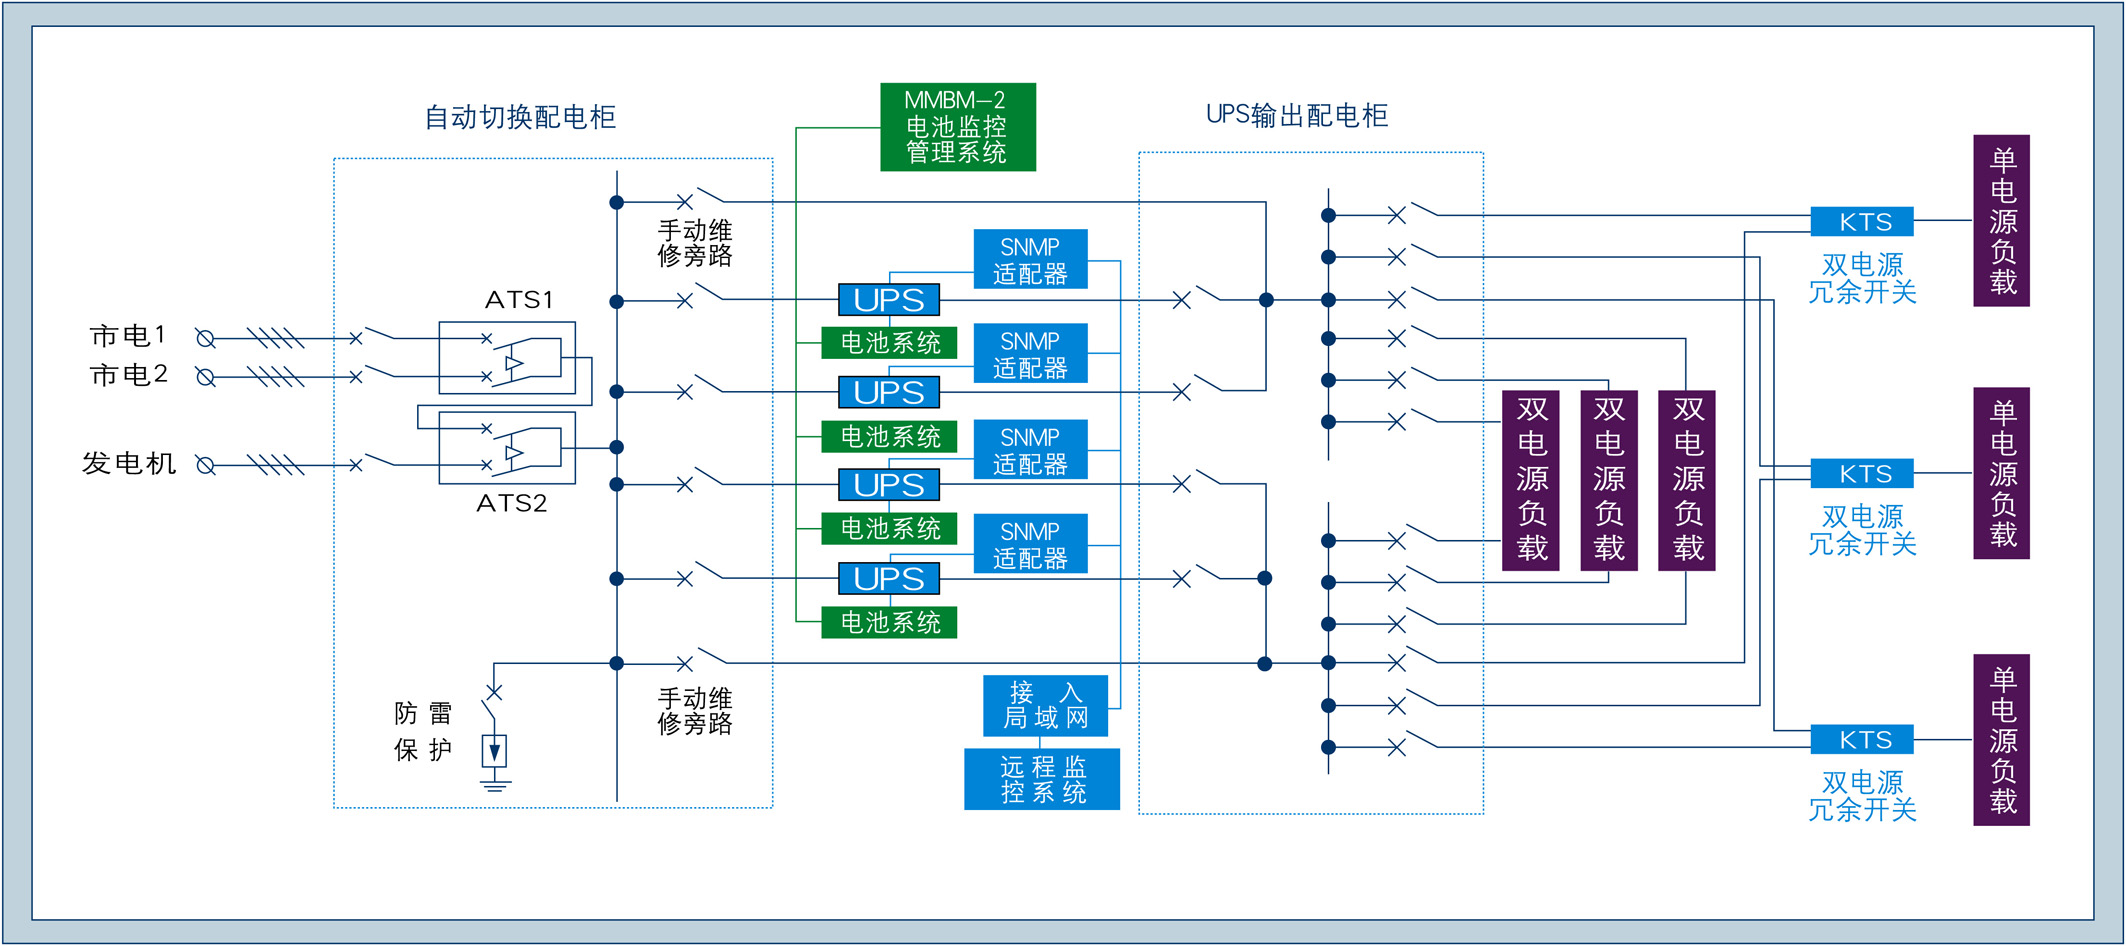 自动切换配电柜
MMBM-2
电池监控
管理系统
UPS输出配电柜
手动维
修旁路
SNMP
适配器
UPS
电池系统
SNMP
适配器
UPS
电池系统
SNMP
适配器
UPS
电池系统
SNMP
适配器
UPS
电池系统
ATS1
市电1
市电2
发电机
ATS2
手动维
修旁路
防 雷
保 护
接 入
局 域 网
远 程 监
控 系 统
双电源负载
双电源负载
双电源负载
KTS
双电源
冗余开关
单电源负载
KTS
双电源
冗余开关
单电源负载
KTS
双电源
冗余开关
单电源负载